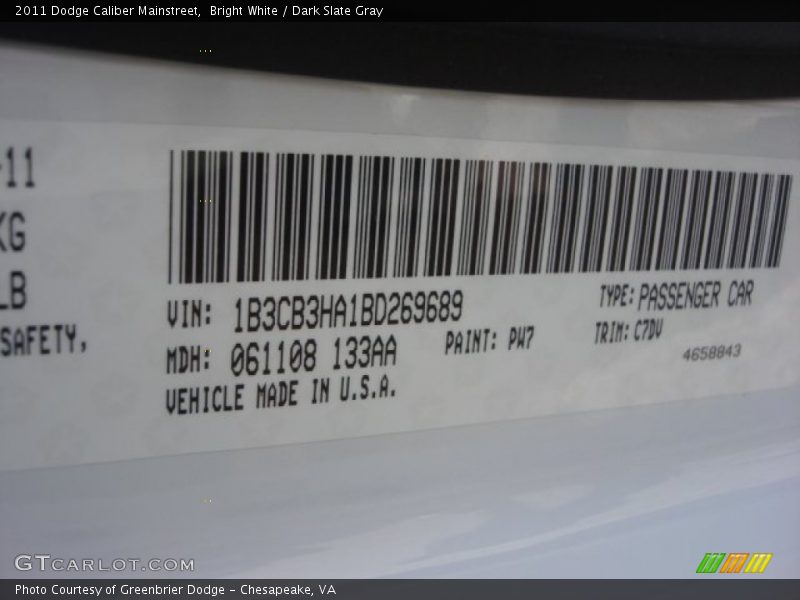 2011 Dodge Caliber Mainstreet, Bright White / Dark Slate Gray
-11
KG
LB
SAFETY,
VIN: 1B3CB3HA1BD269689
TYPE: PASSENGER CAR
MDH: 061108 133AA
PAINT: PW7
TRIM: C7DV
4658843
VEHICLE MADE IN U.S.A.
GTCARLOT.COM
Photo Courtesy of Greenbrier Dodge - Chesapeake, VA